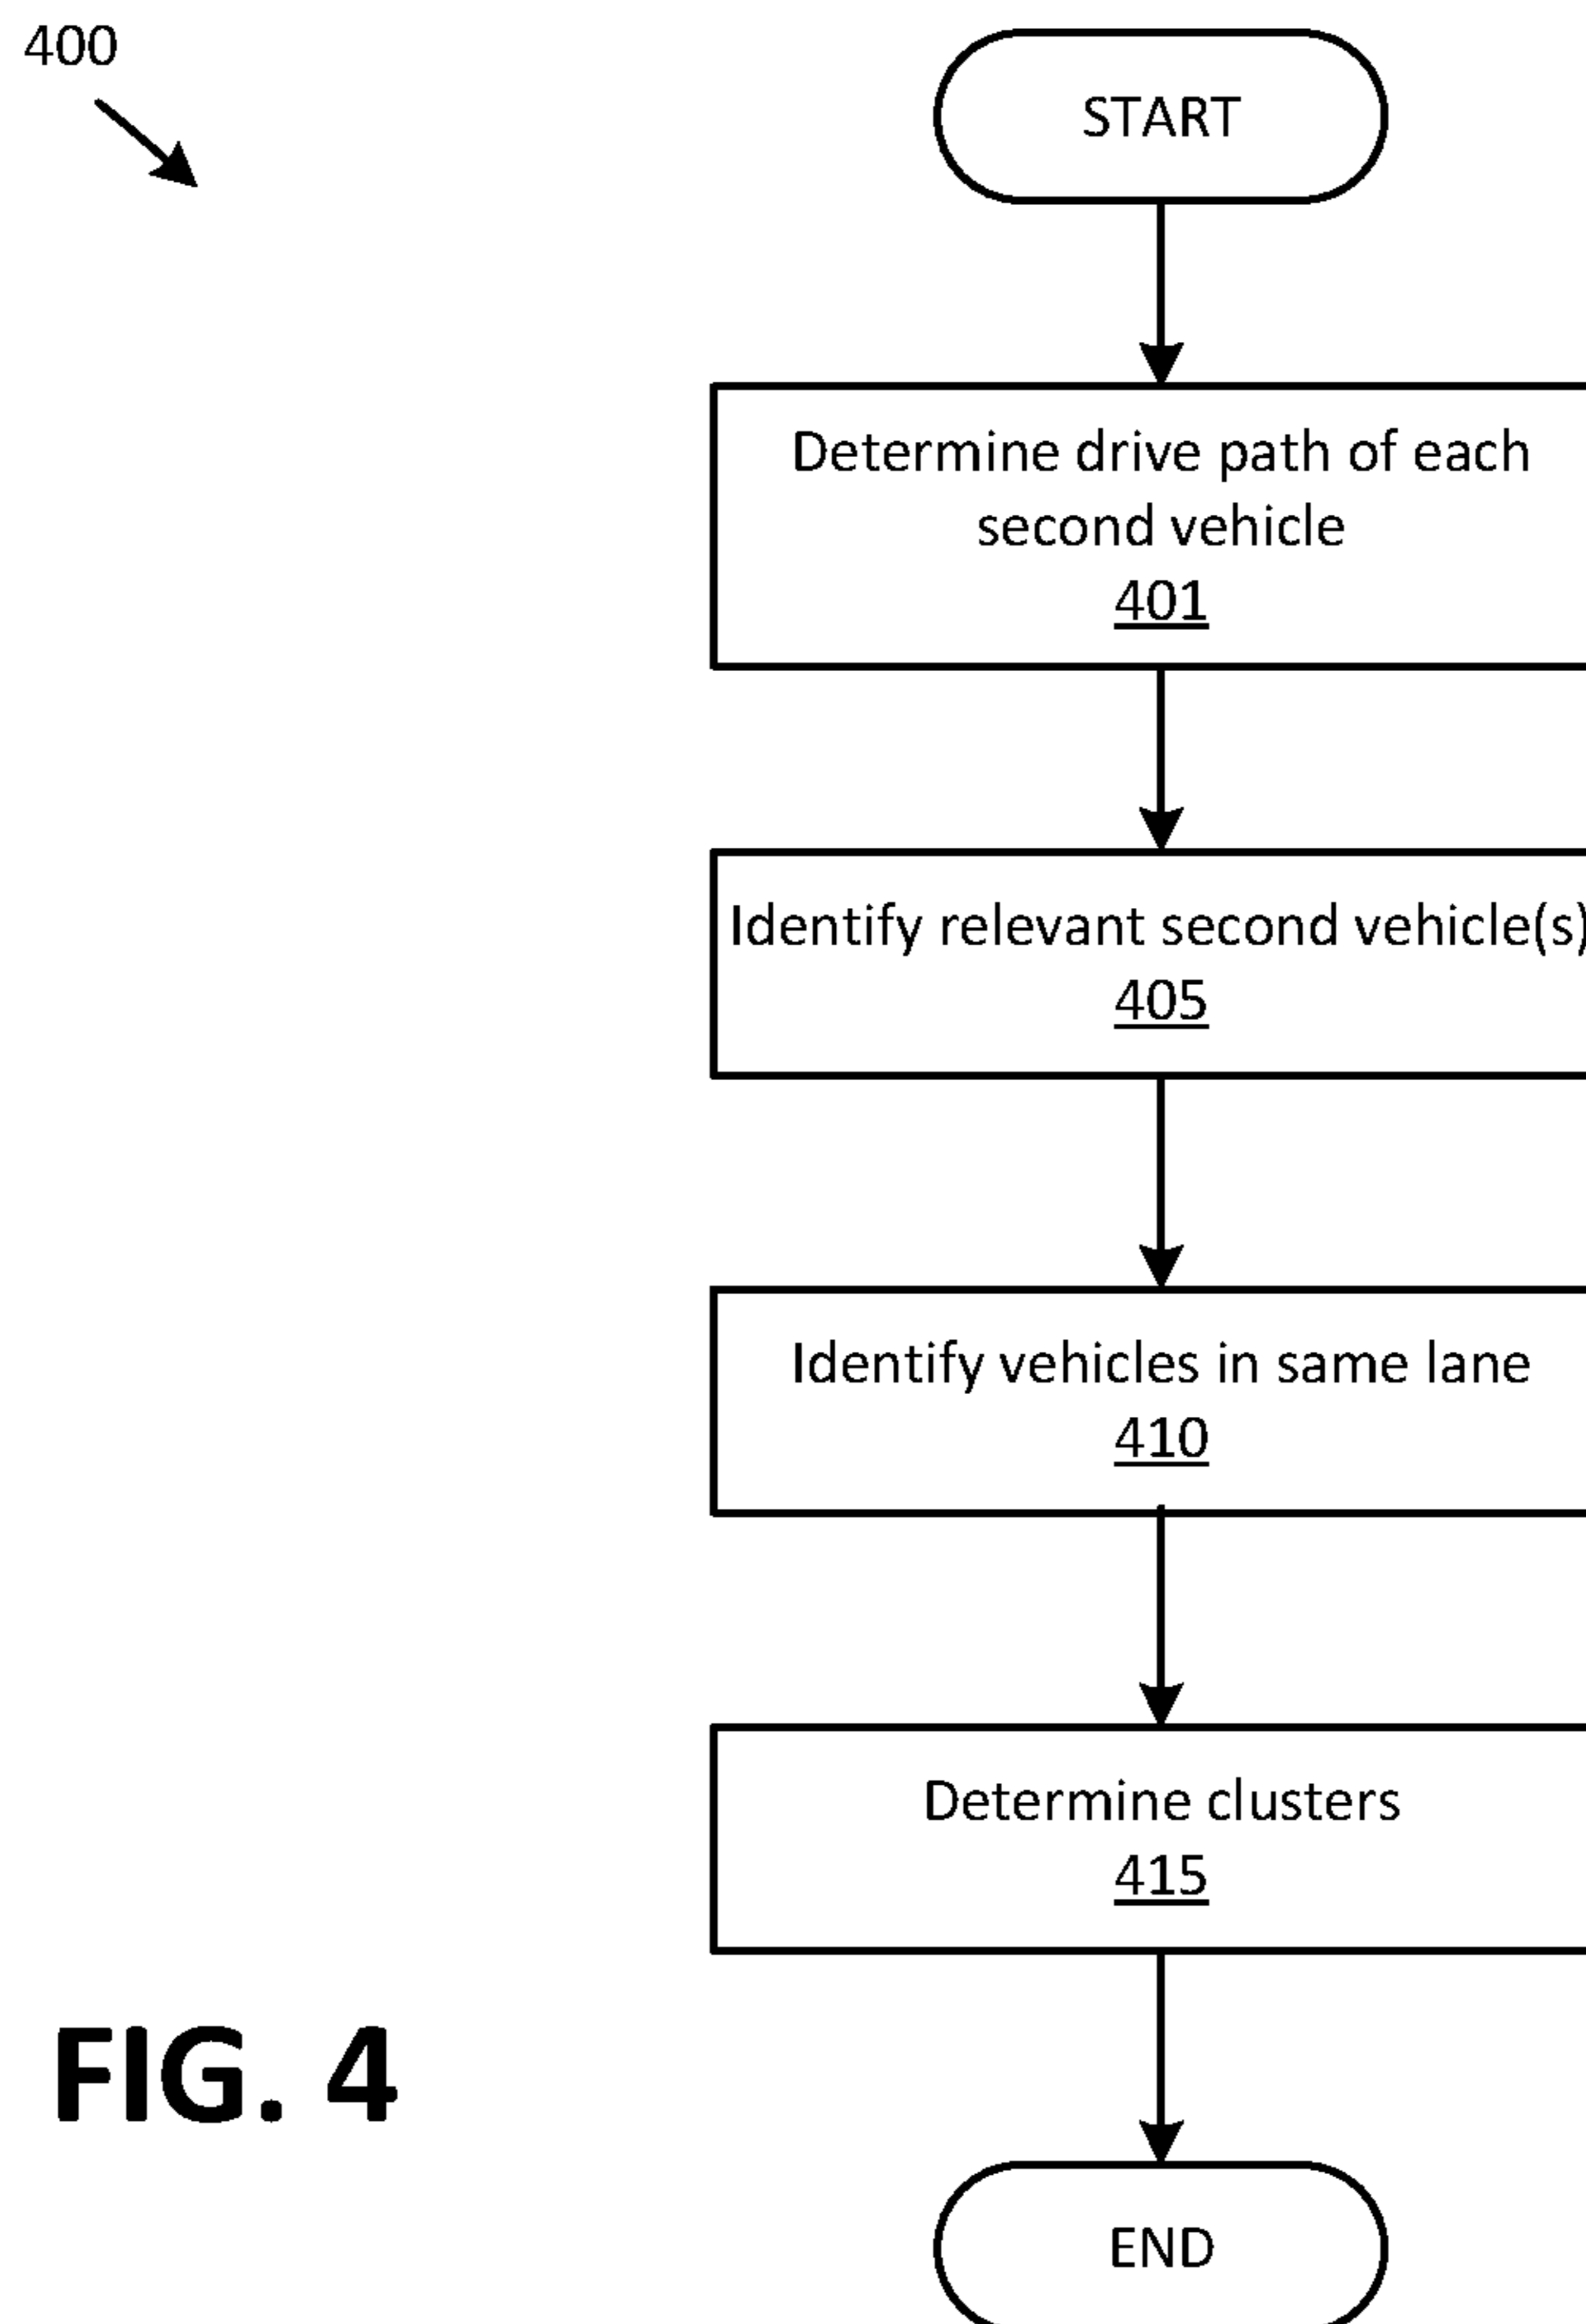 400
START
Determine drive path of each
second vehicle
401
Identify relevant second vehicle(s)
405
Identify vehicles in same lane
410
Determine clusters
415
FIG. 4
END